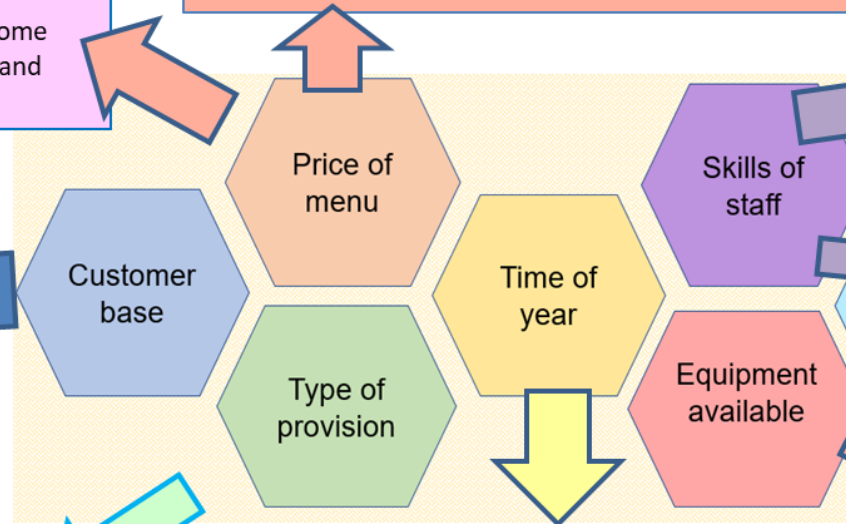 ome
and
Price of
menu
Skills of
staff
Customer
base
Time of
year
Type of
provision
Equipment
available